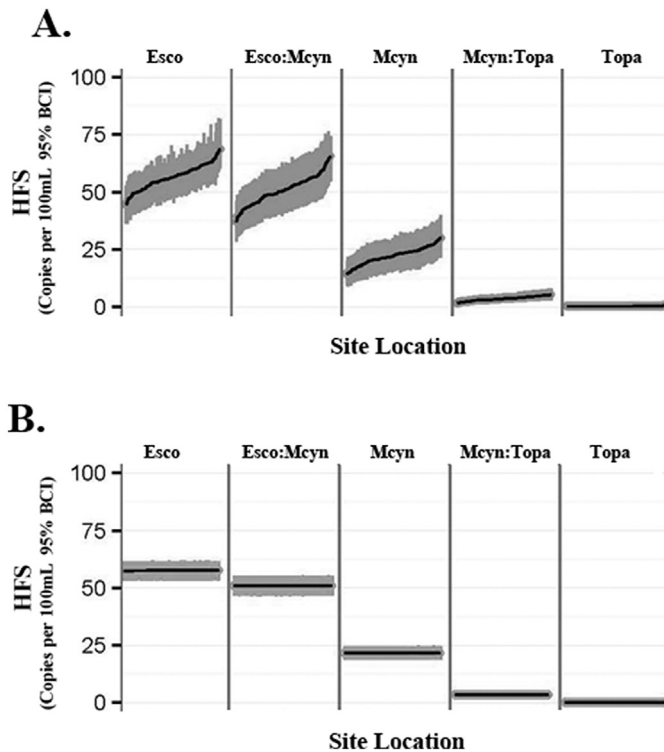 A.
Esco Esco:Mcyn Mcyn Mcyn:Topa Topa
100
75
50
25
0
HFS
(Copies per 100mL 95% BCI)
Site Location
B.
Esco Esco:Mcyn Mcyn Mcyn:Topa Topa
100
75
50
25
0
HFS
(Copies per 100mL 95% BCI)
Site Location